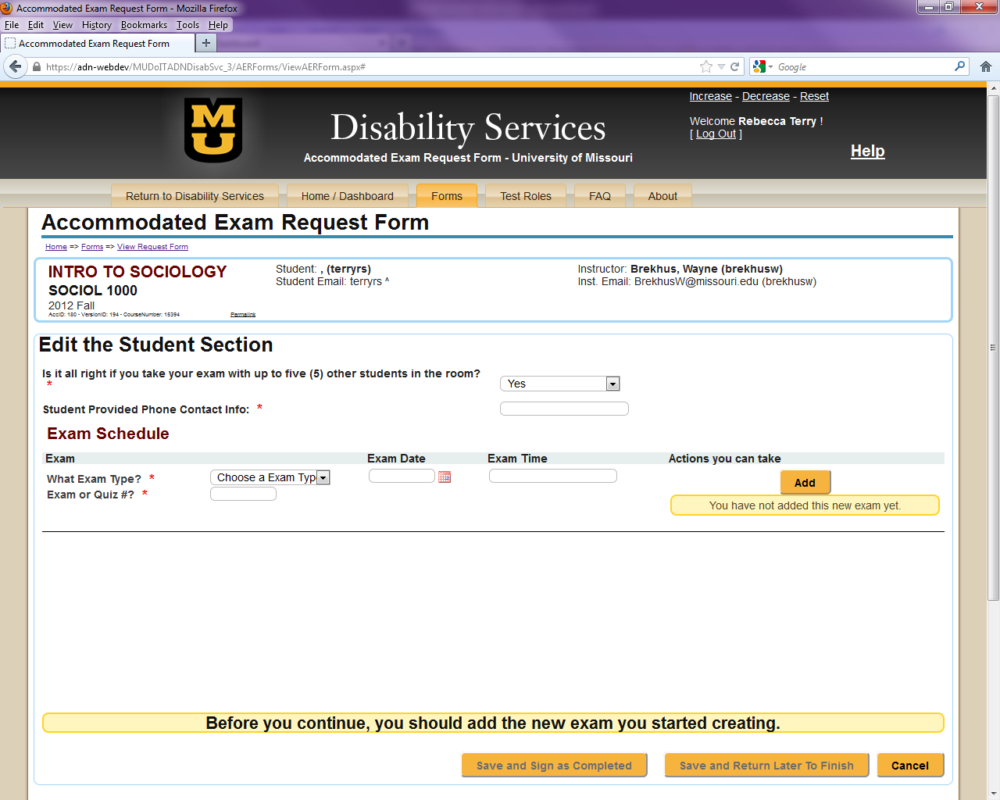 Accommodated Exam Request Form - Mozilla Firefox
File Edit View History Bookmarks Tools Help
Accommodated Exam Request Form
https://adn-webdev/MUDoITADNDisabSvc_3/AERForms/ViewAERForm.aspx#
Google
Increase - Decrease - Reset
MU
Disability Services
Accommodated Exam Request Form - University of Missouri
Welcome Rebecca Terry !
[ Log Out ]
Help
Return to Disability Services Home / Dashboard Forms Test Roles FAQ About
Accommodated Exam Request Form
Home => Forms => View Request Form
INTRO TO SOCIOLOGY
SOCIOL 1000
2012 Fall
AccID: 180 - VersionID: 194 - CourseNumber: 15394 Permalink
Student: , (terryrs)
Student Email: terryrs ^
Instructor: Brekhus, Wayne (brekhusw)
Inst. Email: BrekhusW@missouri.edu (brekhusw)
Edit the Student Section
Is it all right if you take your exam with up to five (5) other students in the room?
* Yes
Student Provided Phone Contact Info: *
Exam Schedule
Exam Exam Date Exam Time Actions you can take
What Exam Type? * Choose a Exam Typ
Exam or Quiz #? *
Add
You have not added this new exam yet.
Before you continue, you should add the new exam you started creating.
Save and Sign as Completed Save and Return Later To Finish Cancel